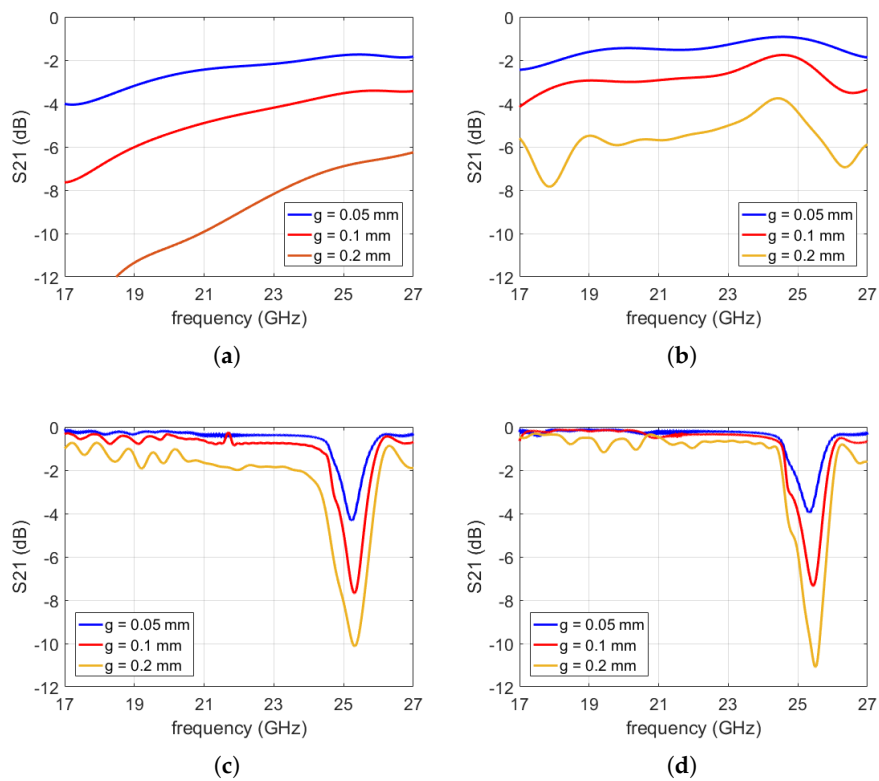 0
-2
-4
-6
-8
-10
-12
S21 (dB)
g = 0.05 mm
g = 0.1 mm
g = 0.2 mm
17 19 21 23 25 27
frequency (GHz)
(a)
0
-2
-4
-6
-8
-10
-12
S21 (dB)
g = 0.05 mm
g = 0.1 mm
g = 0.2 mm
17 19 21 23 25 27
frequency (GHz)
(b)
0
-2
-4
-6
-8
-10
-12
S21 (dB)
g = 0.05 mm
g = 0.1 mm
g = 0.2 mm
17 19 21 23 25 27
frequency (GHz)
(c)
0
-2
-4
-6
-8
-10
-12
S21 (dB)
g = 0.05 mm
g = 0.1 mm
g = 0.2 mm
17 19 21 23 25 27
frequency (GHz)
(d)